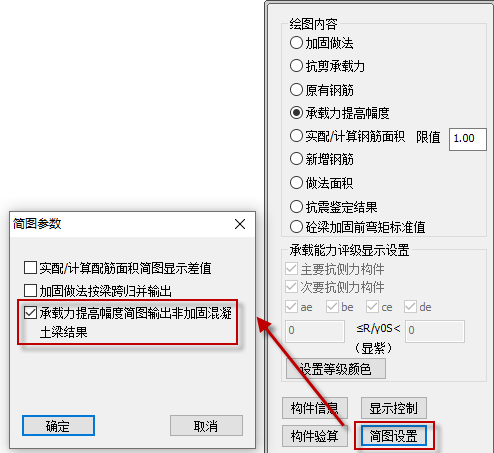 绘图内容
加固做法
抗剪承载力
原有钢筋
承载力提高幅度
实配/计算钢筋面积 限值 1.00
新增钢筋
做法面积
抗震鉴定结果
砼梁加固前弯矩标准值
承载能力评级显示设置
主要抗侧力构件
次要抗侧力构件
ae be ce de
0 ≤R/γ0S< 0
（显紫）
设置等级颜色
构件信息 显示控制
构件验算 简图设置
简图参数
实配/计算配筋面积简图显示差值
加固做法按梁跨归并输出
承载力提高幅度简图输出非加固混凝
土梁结果
确定 取消